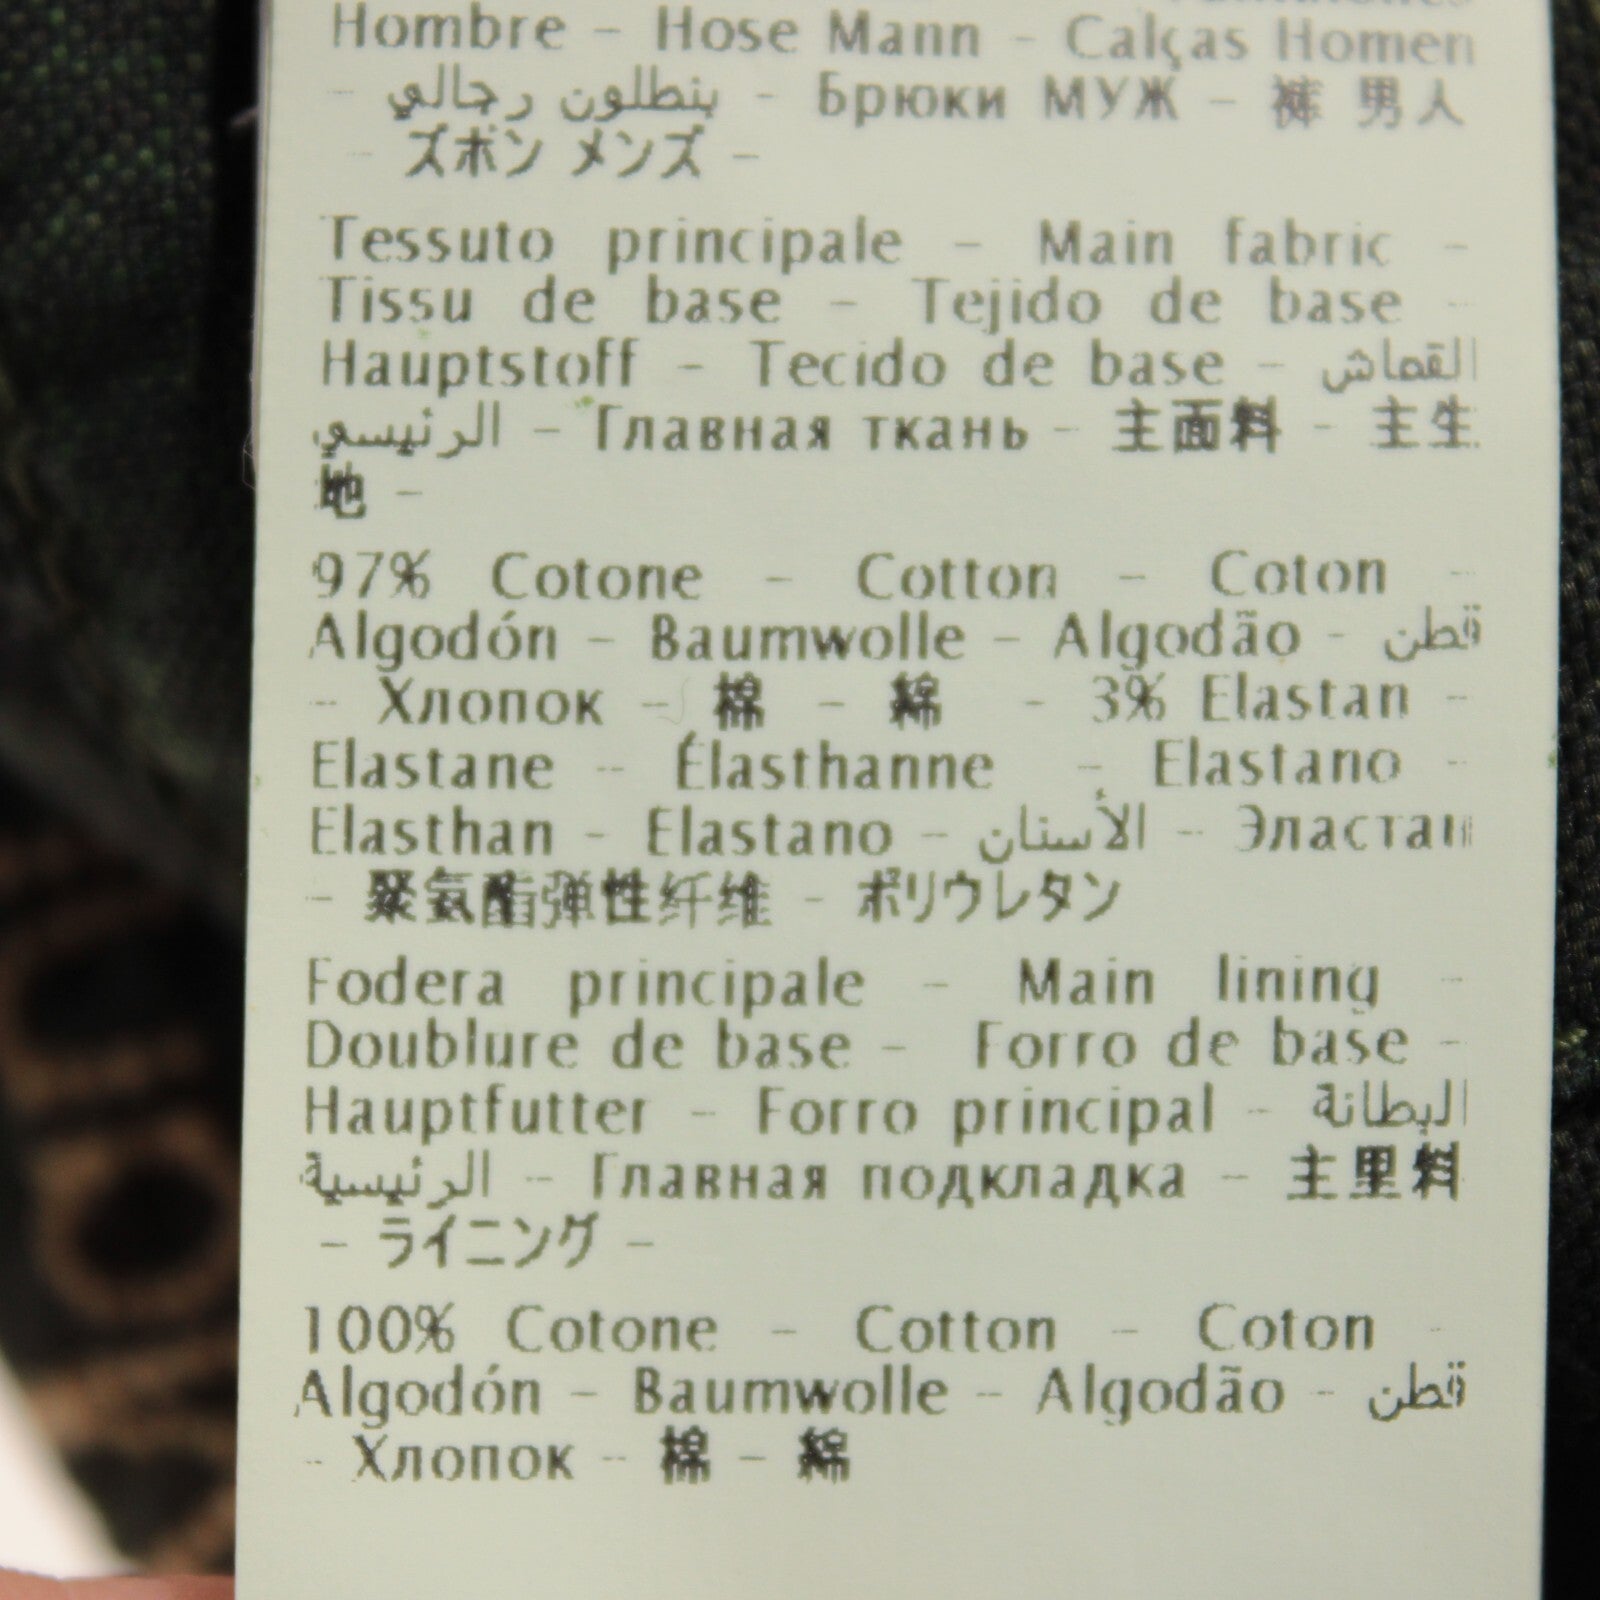 Hombre - Hose Mann - Calças Homen
- بنطلون رجالي - Брюки МУЖ - 裤 男人
- ズボン メンズ -
Tessuto principale - Main fabric -
Tissu de base - Tejido de base -
Hauptstoff - Tecido de base - القماش
الرئيسي - Главная ткань - 主面料 - 主生
地 -
97% Cotone - Cotton - Coton -
Algodón - Baumwolle - Algodão - قطن
- Хлопок - 棉 - 綿 - 3% Elastan -
Elastane - Élasthanne - Elastano -
Elasthan - Elastano - الأستان - Эластан
- 聚氨酯弹性纤维 - ポリウレタン
Fodera principale - Main lining -
Doublure de base - Forro de base -
Hauptfutter - Forro principal - البطانة
الرئيسية - Главная подкладка - 主里料
- ライニング -
100% Cotone - Cotton - Coton -
Algodón - Baumwolle - Algodão - قطن
- Хлопок - 棉 - 綿